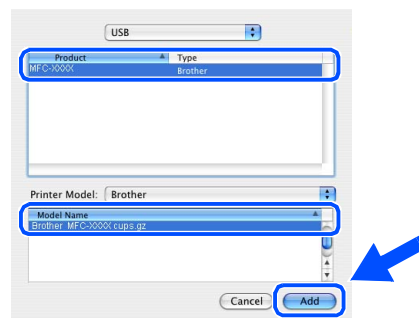 USB
Product Type
MFC-XXXX Brother
Printer Model: Brother
Model Name
Brother MFC-XXXX cups.gz
Cancel Add